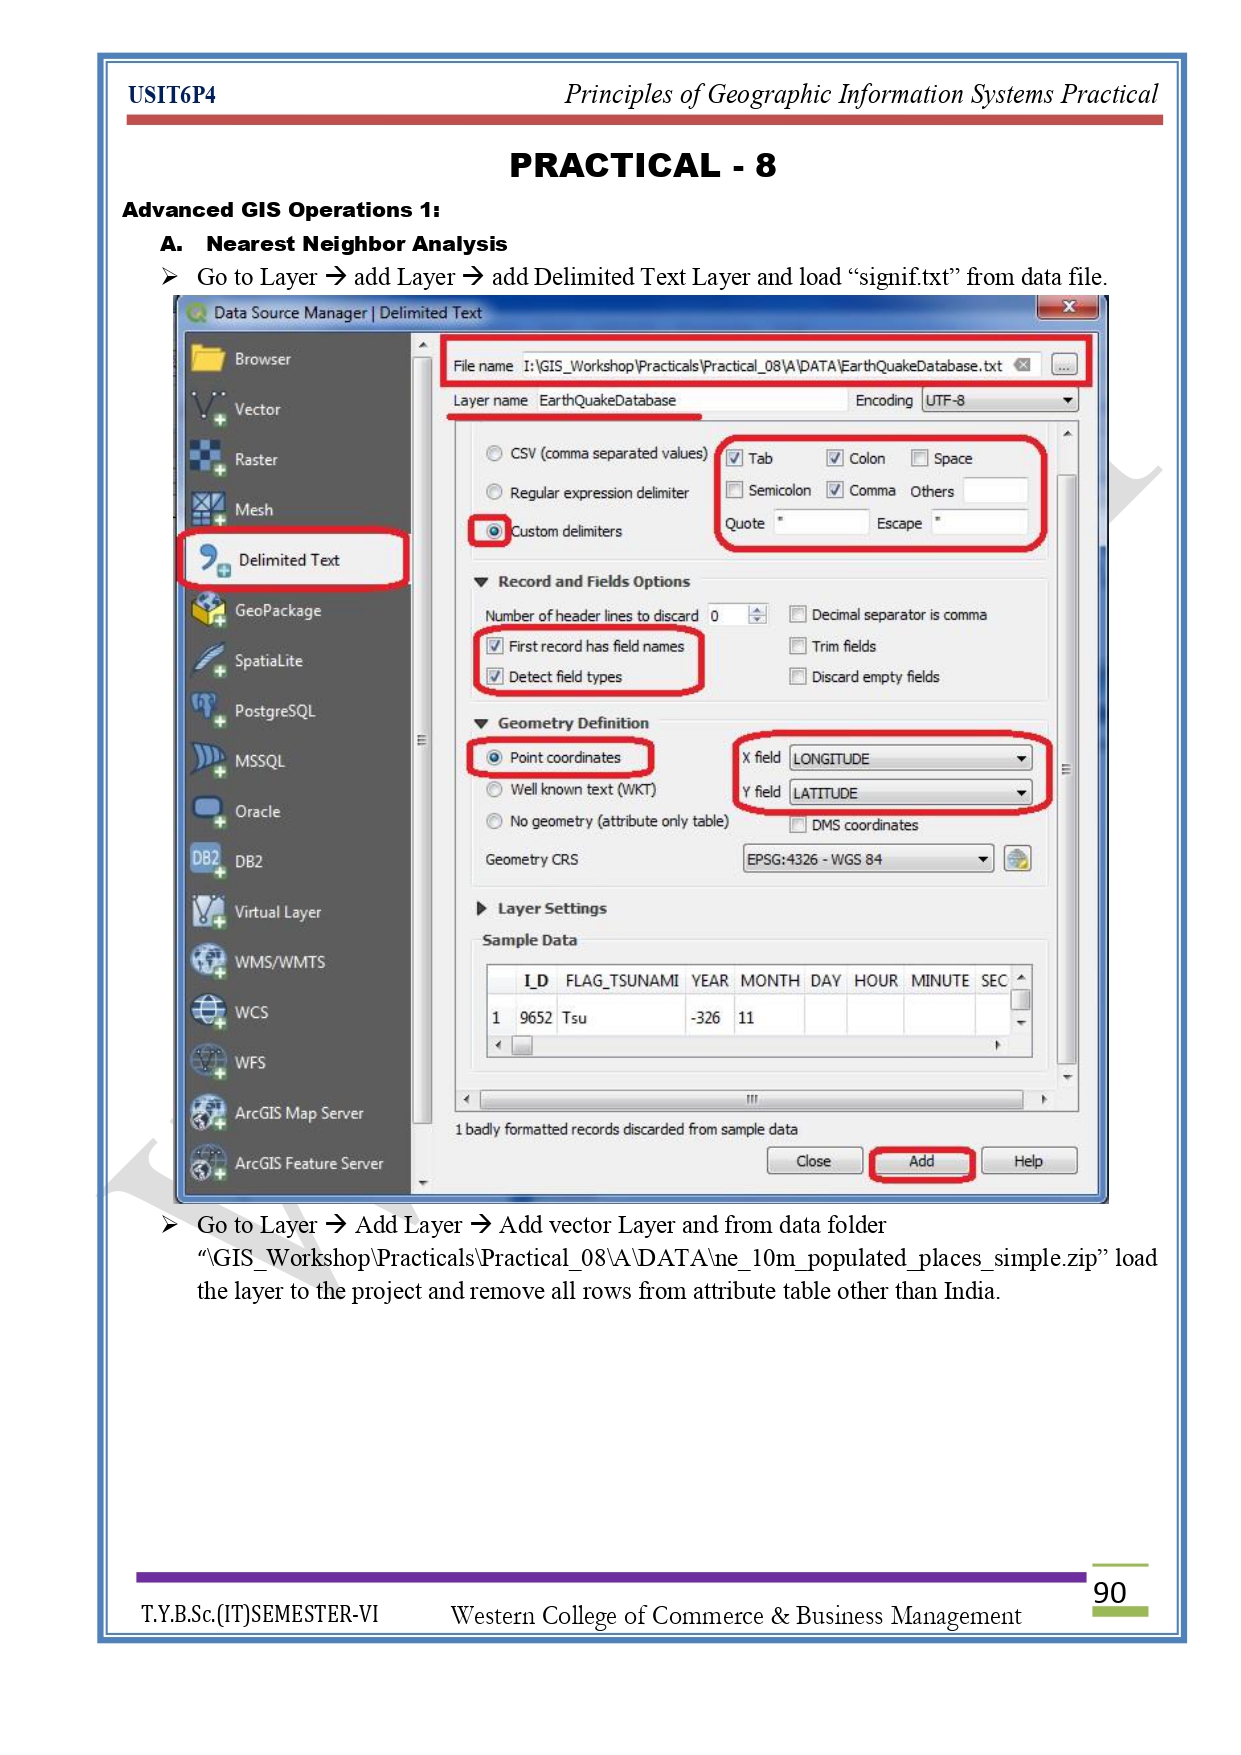 USIT6P4 Principles of Geographic Information Systems Practical
PRACTICAL - 8
Advanced GIS Operations 1:
A. Nearest Neighbor Analysis
➢ Go to Layer → add Layer → add Delimited Text Layer and load “signif.txt” from data file.
Data Source Manager | Delimited Text
Browser
Vector
Raster
Mesh
Delimited Text
GeoPackage
SpatiaLite
PostgreSQL
MSSQL
Oracle
DB2 DB2
Virtual Layer
WMS/WMTS
WCS
WFS
ArcGIS Map Server
ArcGIS Feature Server
File name I:\GIS_Workshop\Practicals\Practical_08\A\DATA\EarthQuakeDatabase.txt ...
Layer name EarthQuakeDatabase Encoding UTF-8
CSV (comma separated values) Tab Colon Space
Regular expression delimiter Semicolon Comma Others
Custom delimiters Quote " Escape "
Record and Fields Options
Number of header lines to discard 0 Decimal separator is comma
First record has field names Trim fields
Detect field types Discard empty fields
Geometry Definition
Point coordinates X field LONGITUDE
Well known text (WKT) Y field LATITUDE
No geometry (attribute only table) DMS coordinates
Geometry CRS EPSG:4326 - WGS 84
Layer Settings
Sample Data
I_D FLAG_TSUNAMI YEAR MONTH DAY HOUR MINUTE SEC
1 9652 Tsu -326 11
1 badly formatted records discarded from sample data
Close Add Help
➢ Go to Layer → Add Layer → Add vector Layer and from data folder
“\GIS_Workshop\Practicals\Practical_08\A\DATA\ne_10m_populated_places_simple.zip” load
the layer to the project and remove all rows from attribute table other than India.
T.Y.B.Sc.(IT)SEMESTER-VI Western College of Commerce & Business Management 90